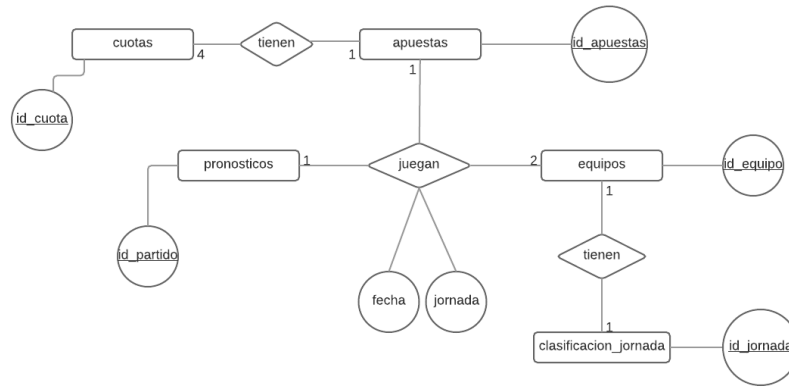 cuotas
tienen
apuestas
id_apuestas
4
1
1
id_cuota
pronosticos
1
juegan
2
equipos
id_equipo
1
id_partido
tienen
fecha
jornada
1
clasificacion_jornada
id_jornada